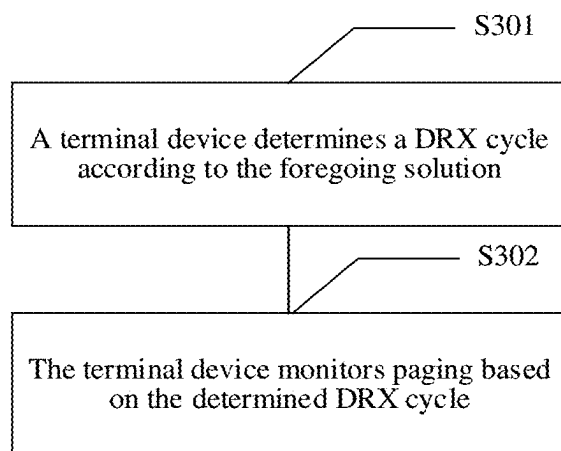 S301
A terminal device determines a DRX cycle
according to the foregoing solution
S302
The terminal device monitors paging based
on the determined DRX cycle